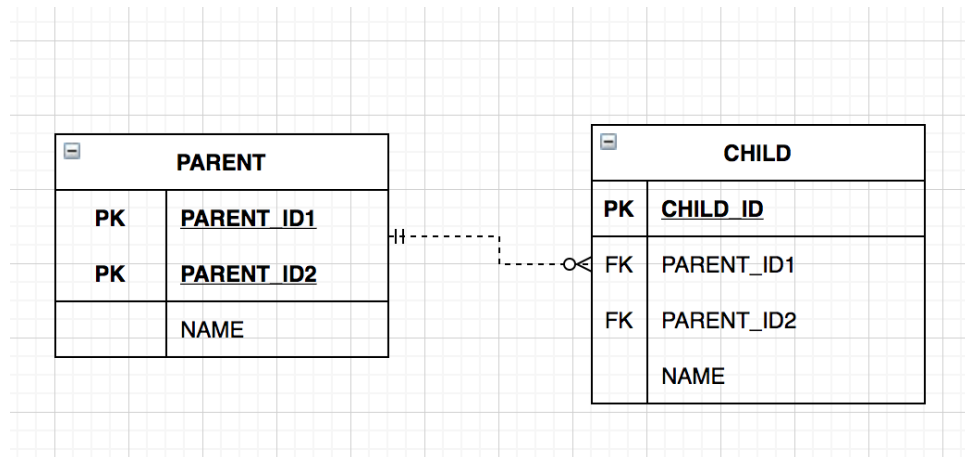 PARENT
PK PARENT_ID1
PK PARENT_ID2
NAME
CHILD
PK CHILD_ID
FK PARENT_ID1
FK PARENT_ID2
NAME